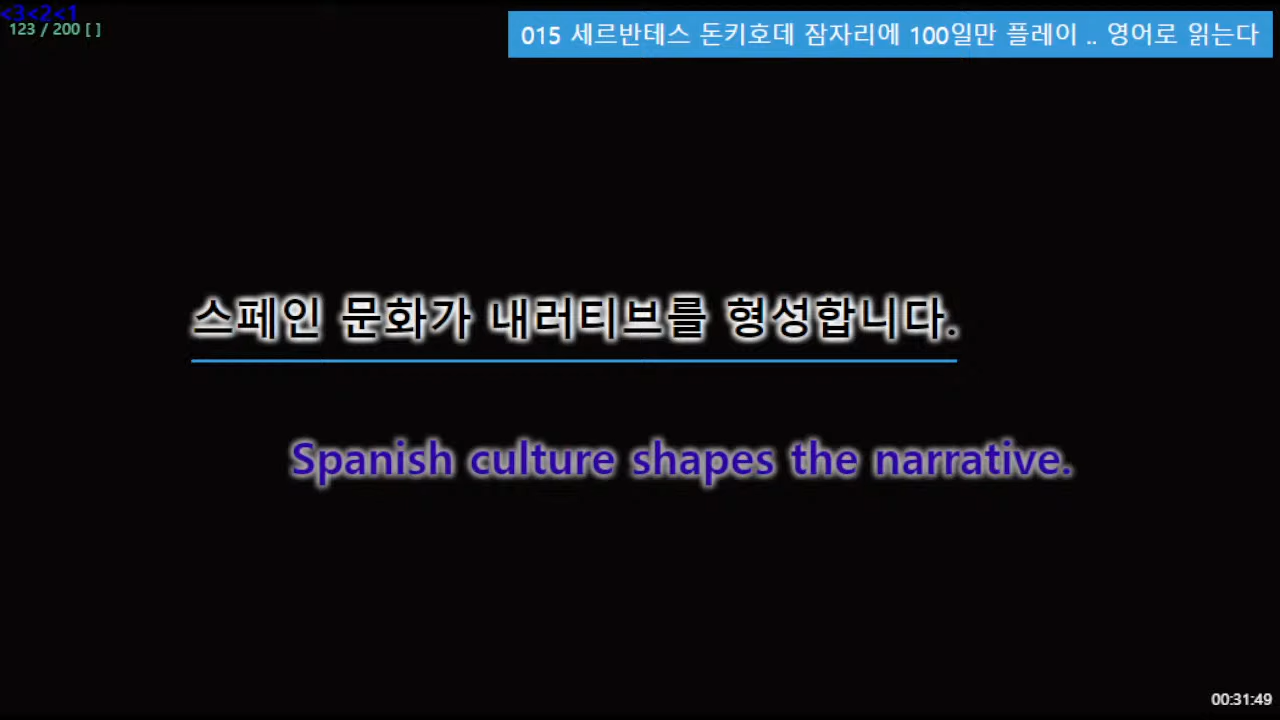 <3<2<1
123 / 200 [ ]
015 세르반테스 돈키호데 잠자리에 100일만 플레이 .. 영어로 읽는다
스페인 문화가 내러티브를 형성합니다.
Spanish culture shapes the narrative.
00:31:49